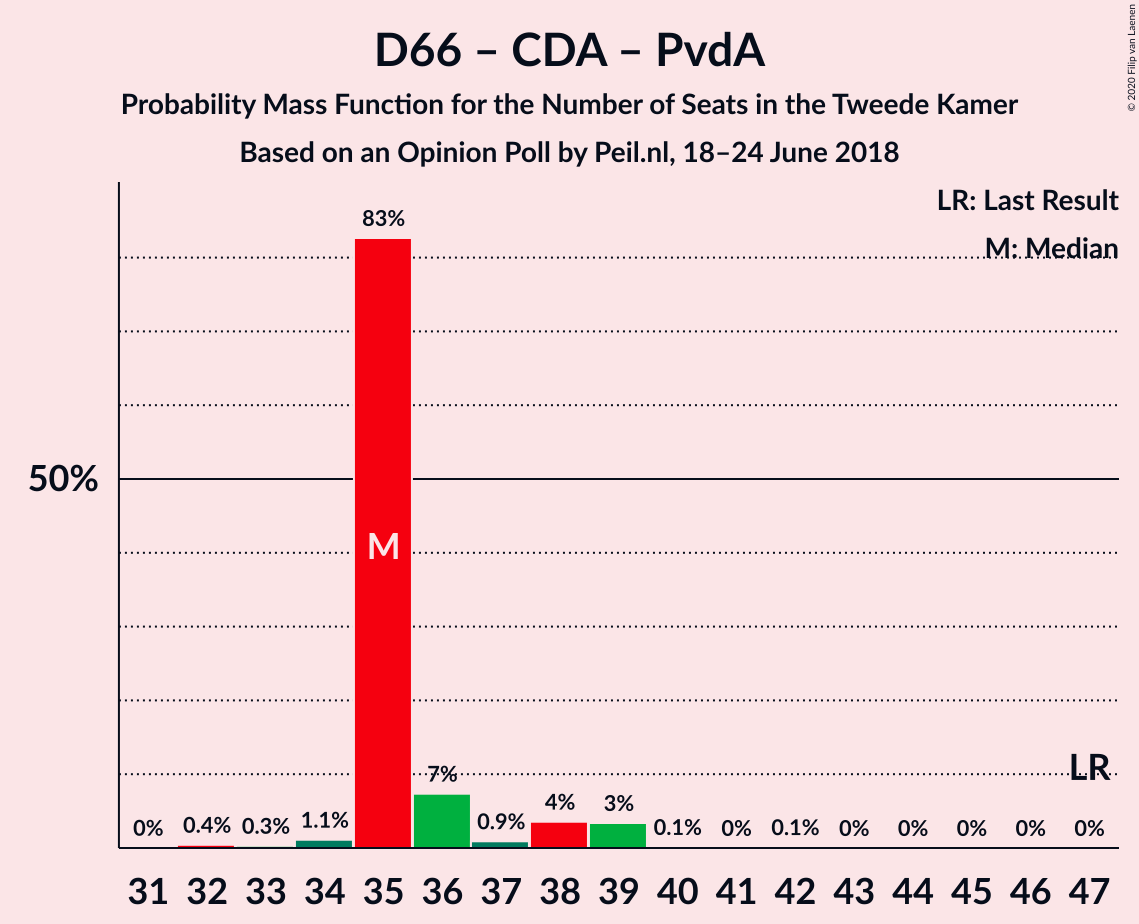 D66 – CDA – PvdA
Probability Mass Function for the Number of Seats in the Tweede Kamer
Based on an Opinion Poll by Peil.nl, 18–24 June 2018
© 2020 Filip van Laenen
LR: Last Result
M: Median
50%
83%
M
LR
0% 0.4% 0.3% 1.1% 7% 0.9% 4% 3% 0.1% 0% 0.1% 0% 0% 0% 0% 0%
31 32 33 34 35 36 37 38 39 40 41 42 43 44 45 46 47